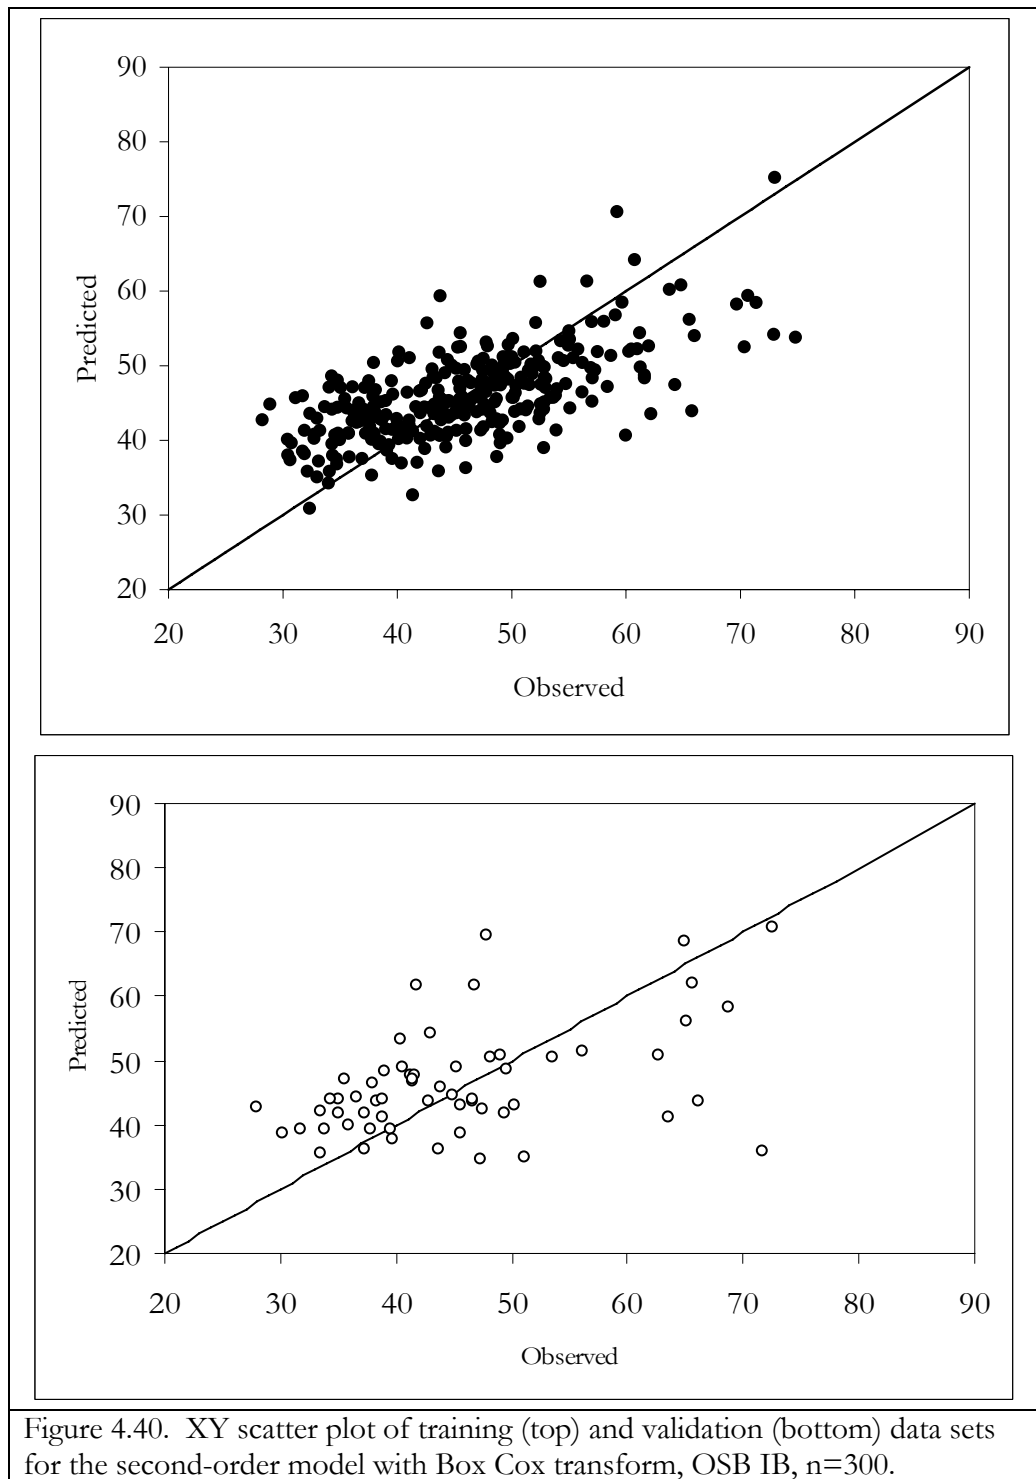 90
80
70
60
50
40
30
20
Predicted
20 30 40 50 60 70 80 90
Observed
90
80
70
60
50
40
30
20
Predicted
20 30 40 50 60 70 80 90
Observed
Figure 4.40. XY scatter plot of training (top) and validation (bottom) data sets
for the second-order model with Box Cox transform, OSB IB, n=300.